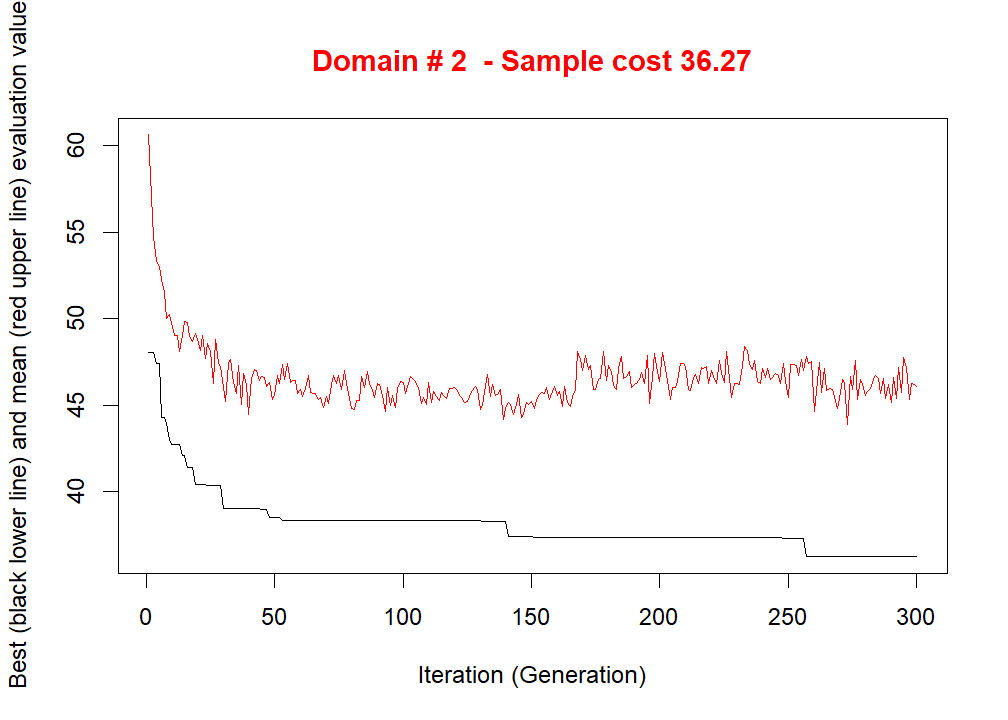 Domain # 2  - Sample cost 36.27
Best (black lower line) and mean (red upper line) evaluation value
60
55
50
45
40
0 50 100 150 200 250 300
Iteration (Generation)